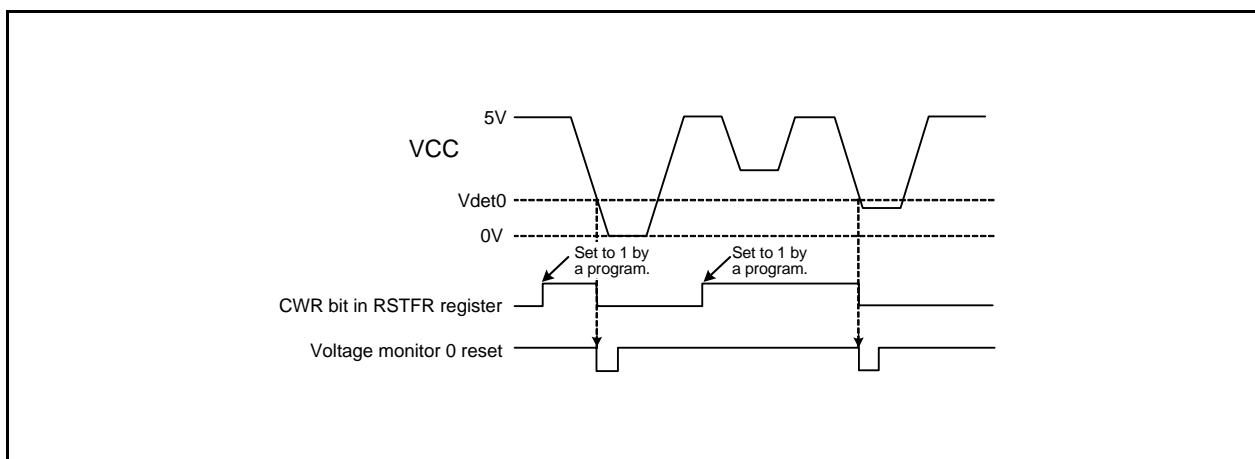 5V
VCC
Vdet0
0V
Set to 1 by
a program.
Set to 1 by
a program.
CWR bit in RSTFR register
Voltage monitor 0 reset